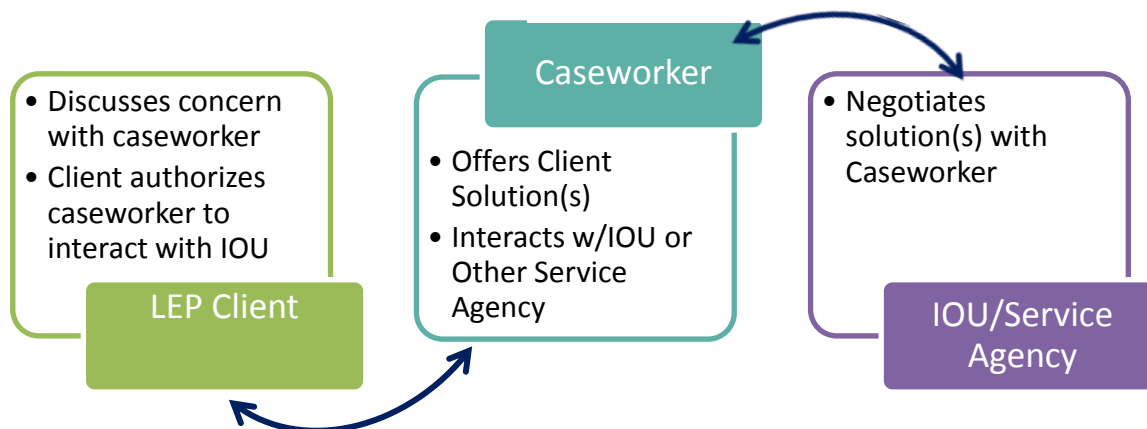 • Discusses concern
with caseworker
• Client authorizes
caseworker to
interact with IOU
LEP Client
Caseworker
• Offers Client
Solution(s)
• Interacts w/IOU or
Other Service
Agency
• Negotiates
solution(s) with
Caseworker
IOU/Service
Agency